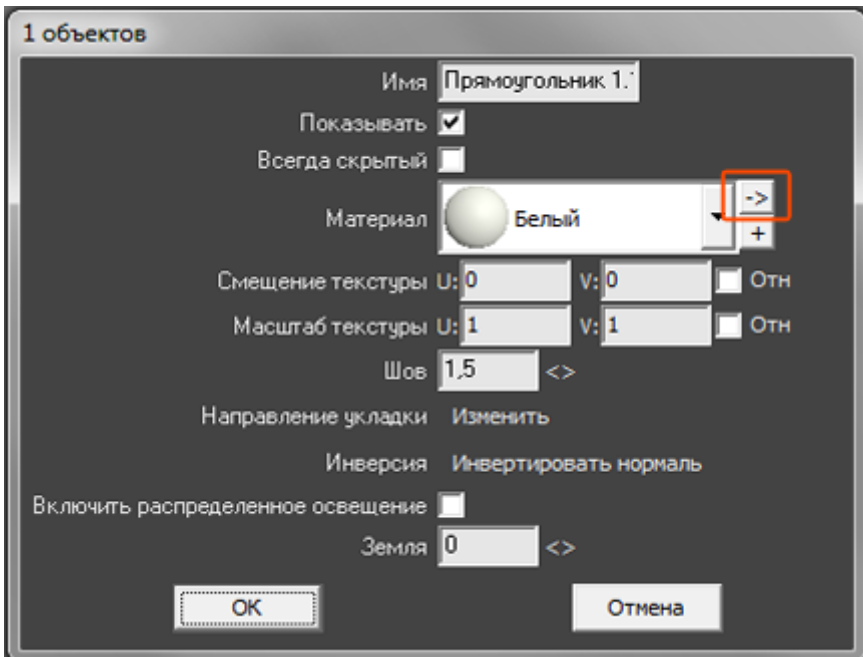 1 объектов
Имя Прямоугольник 1.
Показывать
Всегда скрытый
Материал Белый ->
+
Смещение текстуры U: 0 V: 0 Отн
Масштаб текстуры U: 1 V: 1 Отн
Шов 1,5 <>
Направление укладки Изменить
Инверсия Инвертировать нормаль
Включить распределенное освещение
Земля 0 <>
OK Отмена